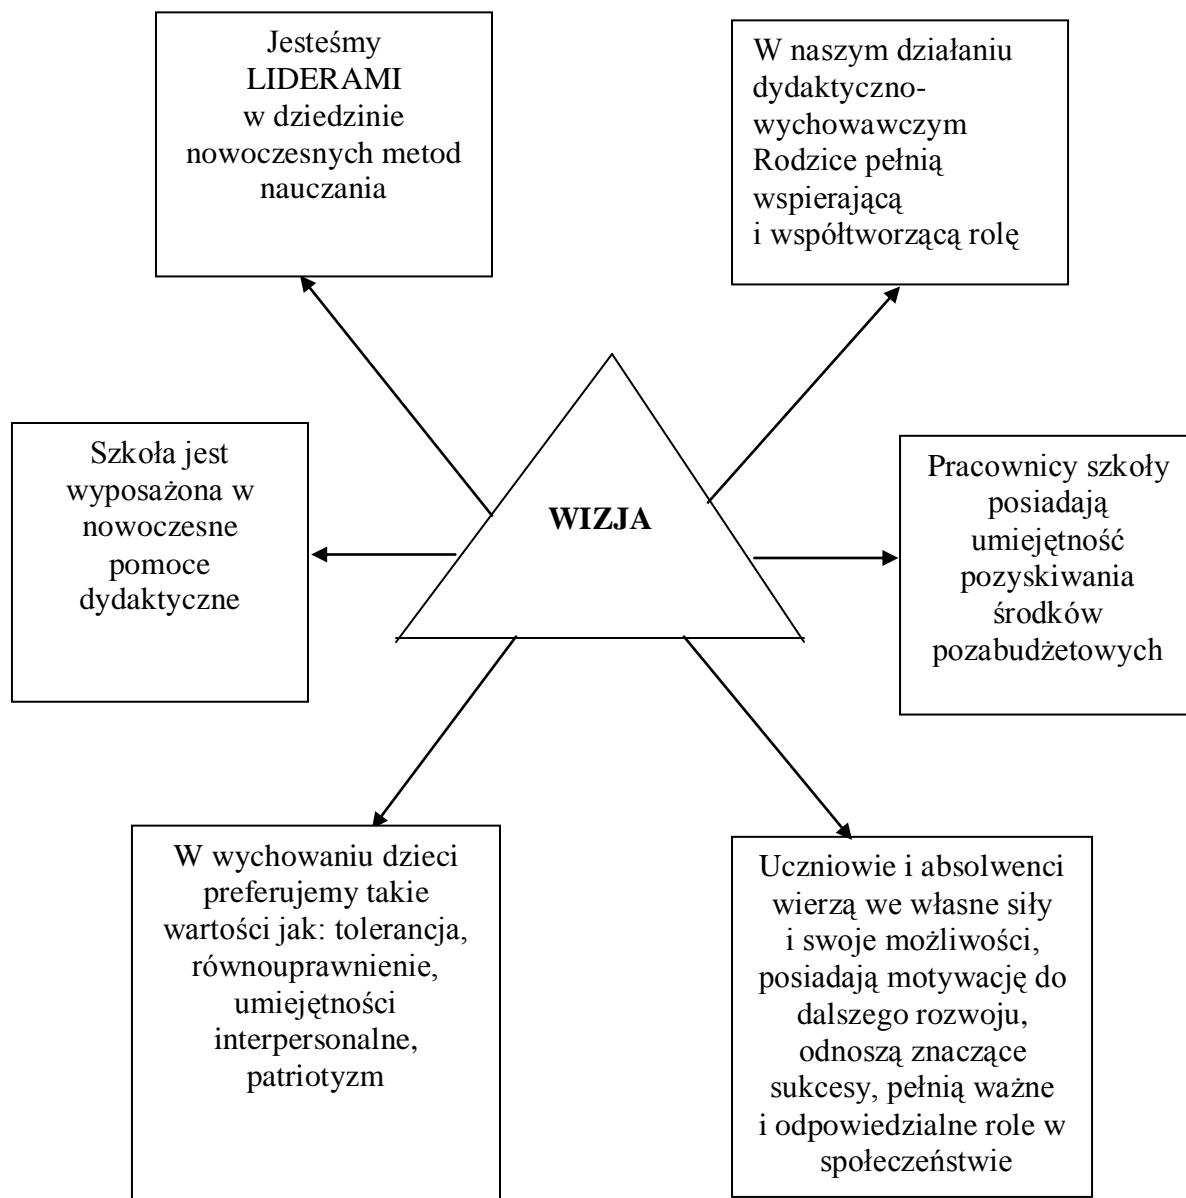 Jesteśmy
LIDERAMI
w dziedzinie
nowoczesnych metod
nauczania
W naszym działaniu
dydaktyczno-
wychowawczym
Rodzice pełnią
wspierającą
i współtworzącą rolę
Szkoła jest
wyposażona w
nowoczesne
pomoce
dydaktyczne
WIZJA
Pracownicy szkoły
posiadają
umiejętność
pozyskiwania
środków
pozabudżetowych
W wychowaniu dzieci
preferujemy takie
wartości jak: tolerancja,
równouprawnienie,
umiejętności
interpersonalne,
patriotyzm
Uczniowie i absolwenci
wierzą we własne siły
i swoje możliwości,
posiadają motywację do
dalszego rozwoju,
odnoszą znaczące
sukcesy, pełnią ważne
i odpowiedzialne role w
społeczeństwie